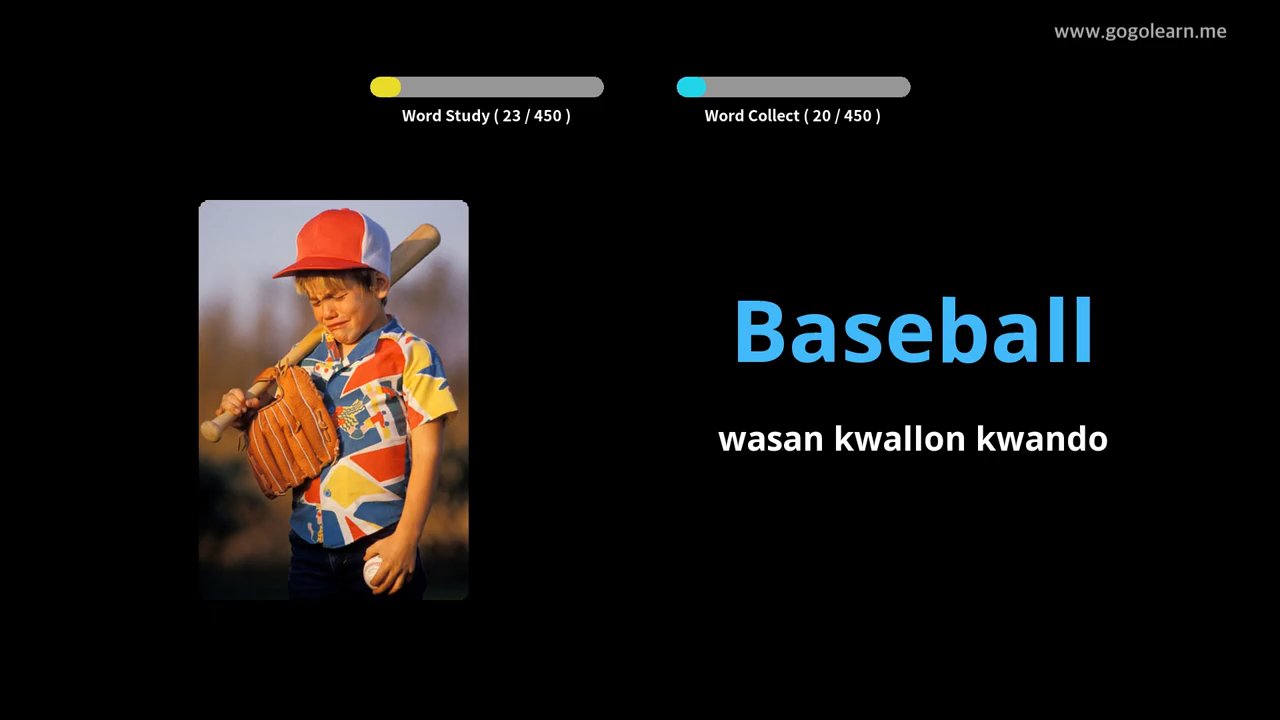 www.gogolearn.me
Word Study ( 23 / 450 )
Word Collect ( 20 / 450 )
Baseball
wasan kwallon kwando